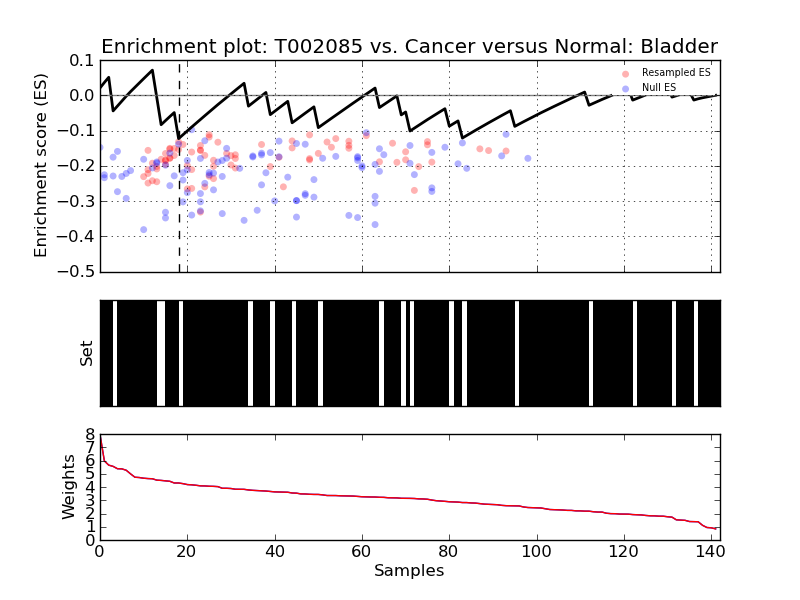 Enrichment plot: T002085 vs. Cancer versus Normal: Bladder
Enrichment score (ES)
0.1
0.0
−0.1
−0.2
−0.3
−0.4
−0.5
Resampled ES
Null ES
Set
Weights
8
7
6
5
4
3
2
1
0
0 20 40 60 80 100 120 140
Samples